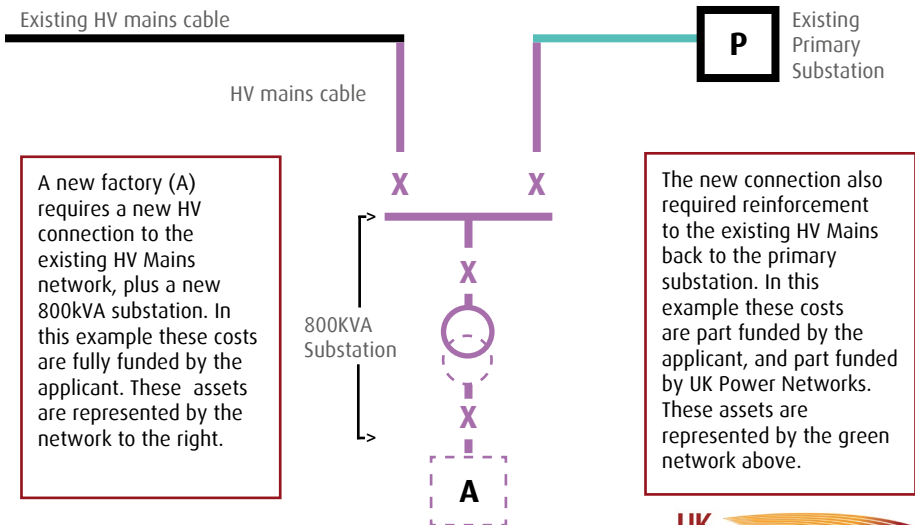 Existing HV mains cable
P
Existing
Primary
Substation
HV mains cable
A new factory (A)
requires a new HV
connection to the
existing HV Mains
network, plus a new
800kVA substation. In
this example these costs
are fully funded by the
applicant. These assets
are represented by the
network to the right.
X
X
X
800KVA
Substation
X
A
The new connection also
required reinforcement
to the existing HV Mains
back to the primary
substation. In this
example these costs
are part funded by the
applicant, and part funded
by UK Power Networks.
These assets are
represented by the green
network above.
UK